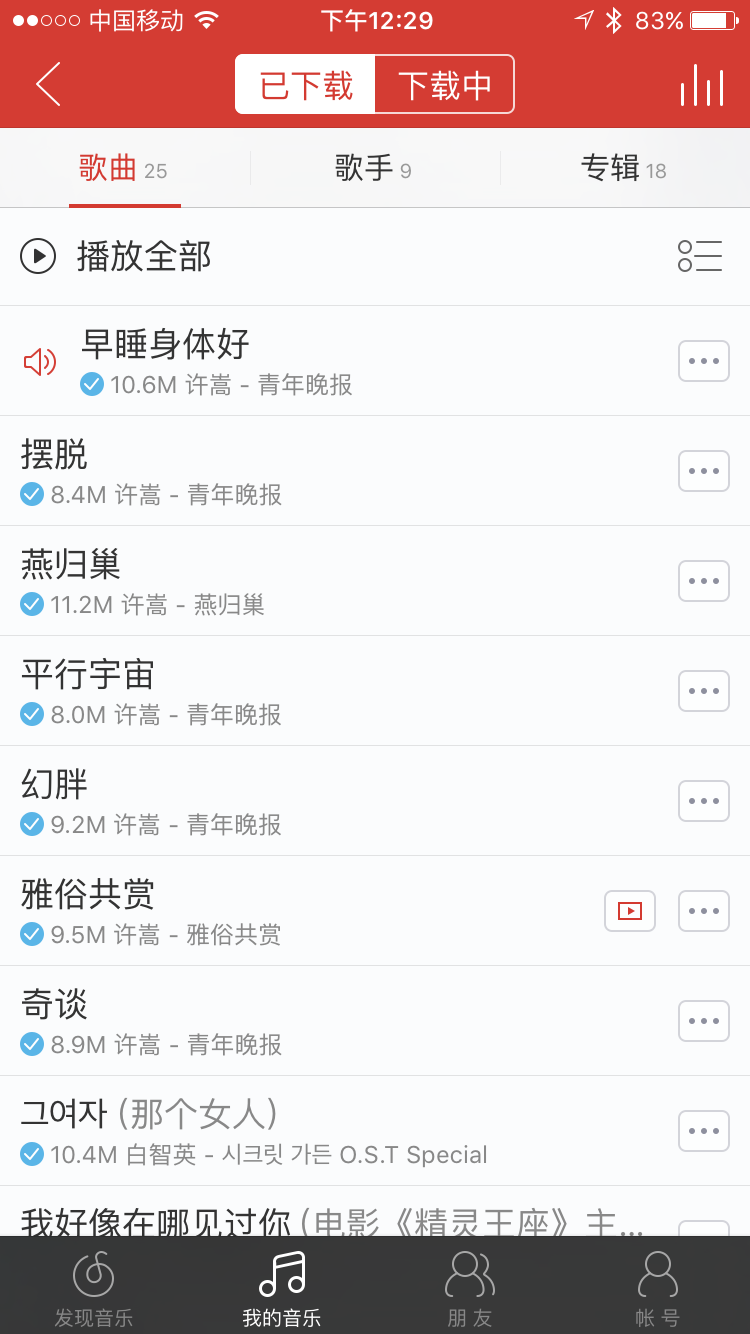 中国移动 下午12:29 83%
已下载 下载中
歌曲 25 歌手 9 专辑 18
播放全部
早睡身体好
10.6M 许嵩 - 青年晚报
摆脱
8.4M 许嵩 - 青年晚报
燕归巢
11.2M 许嵩 - 燕归巢
平行宇宙
8.0M 许嵩 - 青年晚报
幻胖
9.2M 许嵩 - 青年晚报
雅俗共赏
9.5M 许嵩 - 雅俗共赏
奇谈
8.9M 许嵩 - 青年晚报
그여자 (那个女人)
10.4M 白智英 - 시크릿 가든 O.S.T Special
我好像在哪见过你 (电影《精灵王座》主...
发现音乐 我的音乐 朋友 帐号